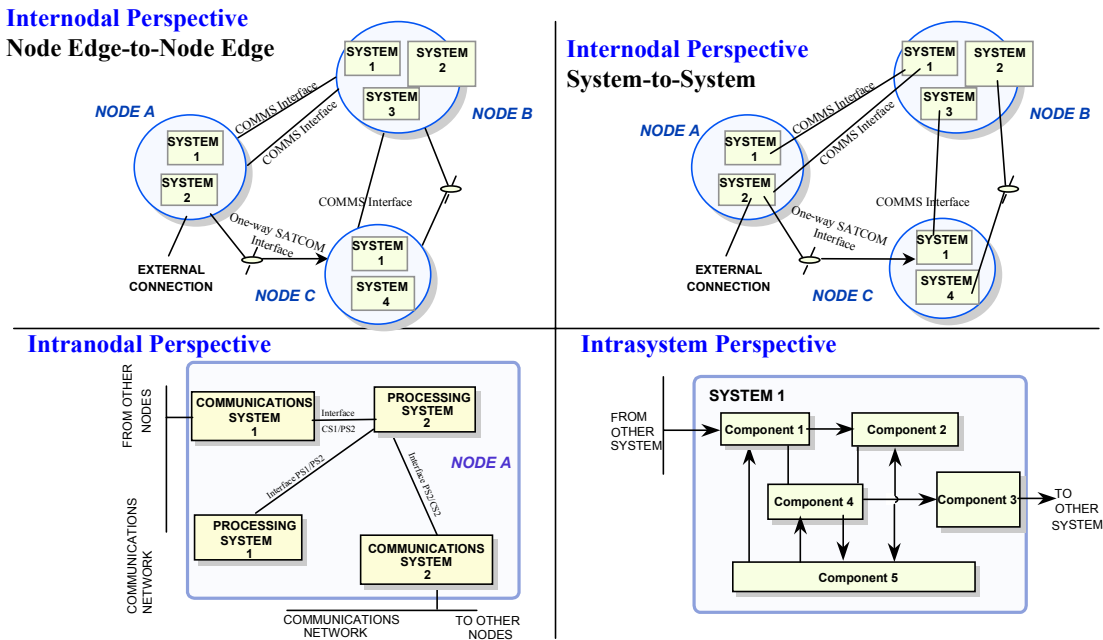 Internodal Perspective
Node Edge-to-Node Edge
NODE A
SYSTEM
1
SYSTEM
2
SYSTEM
1
SYSTEM
2
SYSTEM
3
NODE B
COMMS Interface
COMMS Interface
COMMS Interface
One-way SATCOM
Interface
EXTERNAL
CONNECTION
NODE C
SYSTEM
1
SYSTEM
4
Internodal Perspective
System-to-System
NODE A
SYSTEM
1
SYSTEM
2
SYSTEM
1
SYSTEM
2
SYSTEM
3
NODE B
COMMS Interface
COMMS Interface
COMMS Interface
One-way SATCOM
Interface
EXTERNAL
CONNECTION
NODE C
SYSTEM
1
SYSTEM
4
Intranodal Perspective
FROM OTHER
NODES
COMMUNICATIONS
NETWORK
COMMUNICATIONS
SYSTEM
1
Interface
CS1/PS2
PROCESSING
SYSTEM
2
NODE A
Interface PS1/PS2
Interface PS2/CS2
PROCESSING
SYSTEM
1
COMMUNICATIONS
SYSTEM
2
COMMUNICATIONS
NETWORK
TO OTHER
NODES
Intrasystem Perspective
SYSTEM 1
FROM
OTHER
SYSTEM
Component 1
Component 2
Component 4
Component 3
TO
OTHER
SYSTEM
Component 5